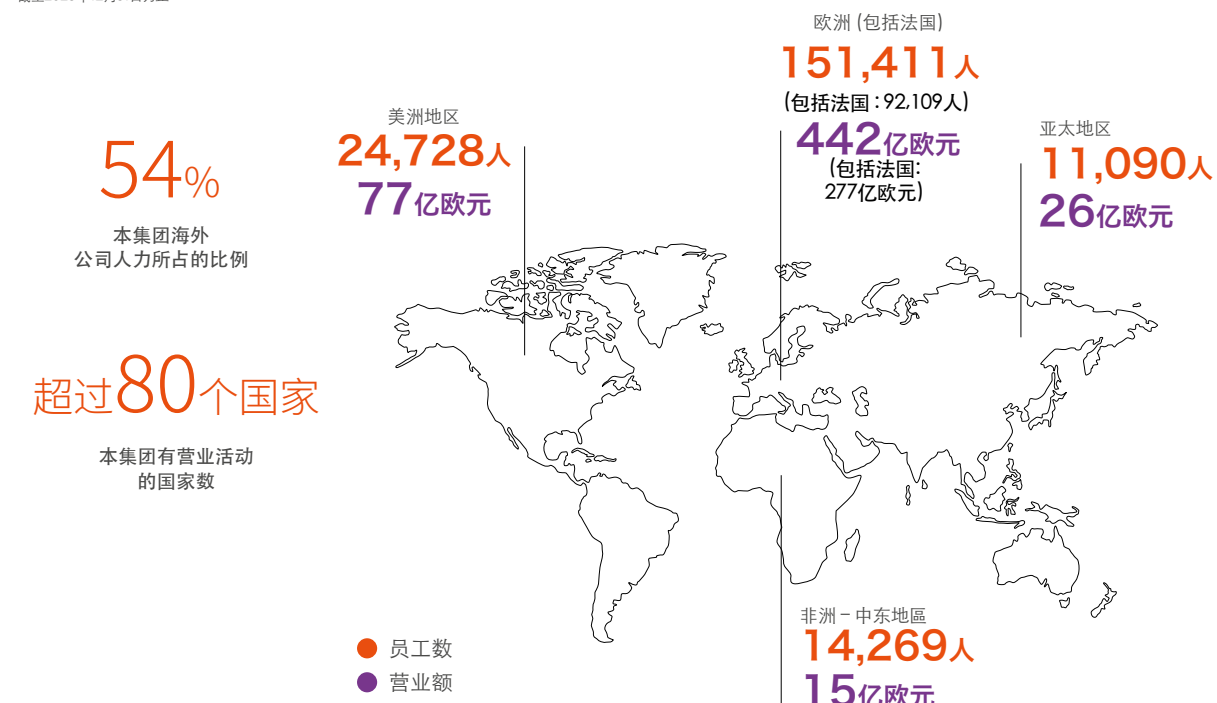 54%
本集团海外
公司人力所占的比例
超过80个国家
本集团有营业活动
的国家数
美洲地区
24,728人
77亿欧元
欧洲 (包括法国)
151,411人
(包括法国：92,109人)
442亿欧元
(包括法国:
277亿欧元)
亚太地区
11,090人
26亿欧元
非洲－中东地區
14,269人
15亿欧元
员工数
营业额